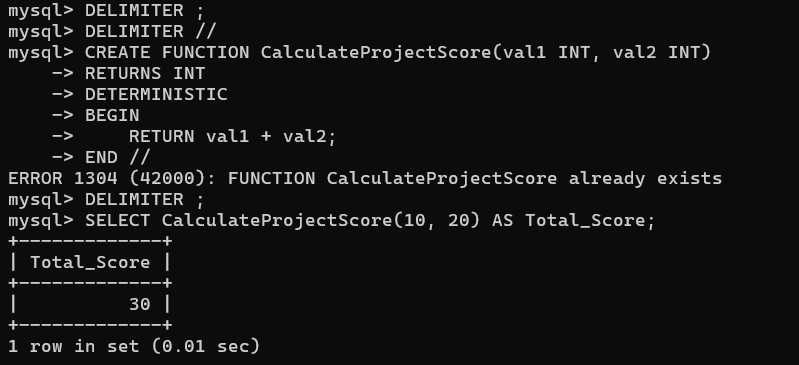 mysql> DELIMITER ;
mysql> DELIMITER //
mysql> CREATE FUNCTION CalculateProjectScore(val1 INT, val2 INT)
    -> RETURNS INT
    -> DETERMINISTIC
    -> BEGIN
    ->     RETURN val1 + val2;
    -> END //
ERROR 1304 (42000): FUNCTION CalculateProjectScore already exists
mysql> DELIMITER ;
mysql> SELECT CalculateProjectScore(10, 20) AS Total_Score;
+-------------+
| Total_Score |
+-------------+
|          30 |
+-------------+
1 row in set (0.01 sec)